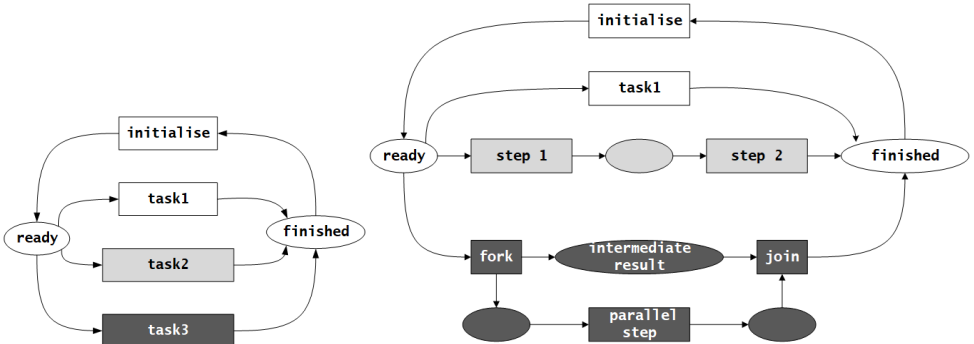 initialise
task1
ready
finished
task2
task3
initialise
task1
ready
step 1
step 2
finished
fork
intermediate
result
join
parallel
step